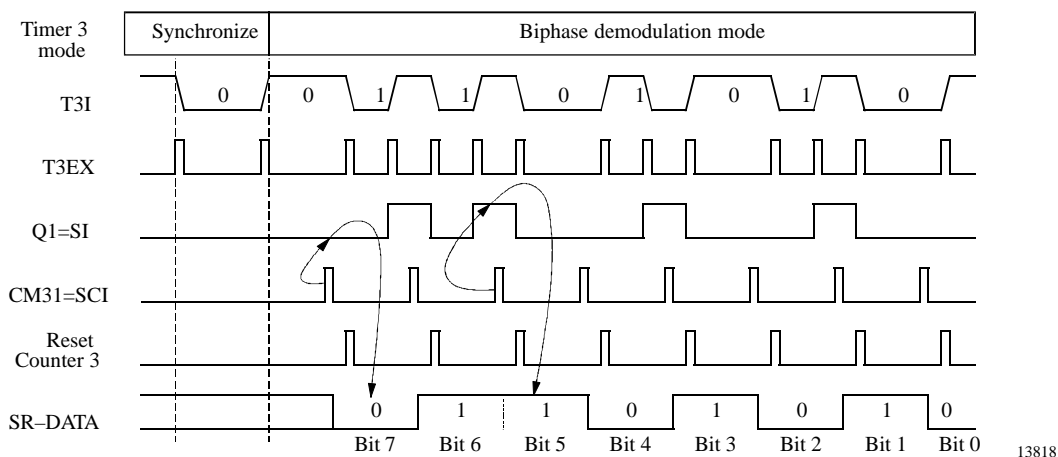 Timer 3
mode
Synchronize
Biphase demodulation mode
T3I
0 0 1 1 0 1 0 1 0
T3EX
Q1=SI
CM31=SCI
Reset
Counter 3
SR–DATA
0 1 1 0 1 0 1 0
Bit 7 Bit 6 Bit 5 Bit 4 Bit 3 Bit 2 Bit 1 Bit 0
13818